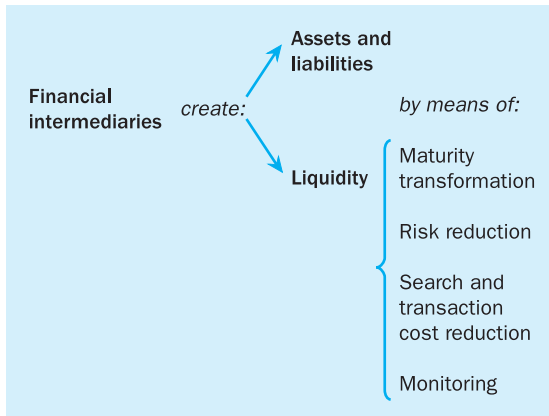 Financial
intermediaries
create:
Assets and
liabilities
Liquidity
by means of:
Maturity
transformation
Risk reduction
Search and
transaction
cost reduction
Monitoring